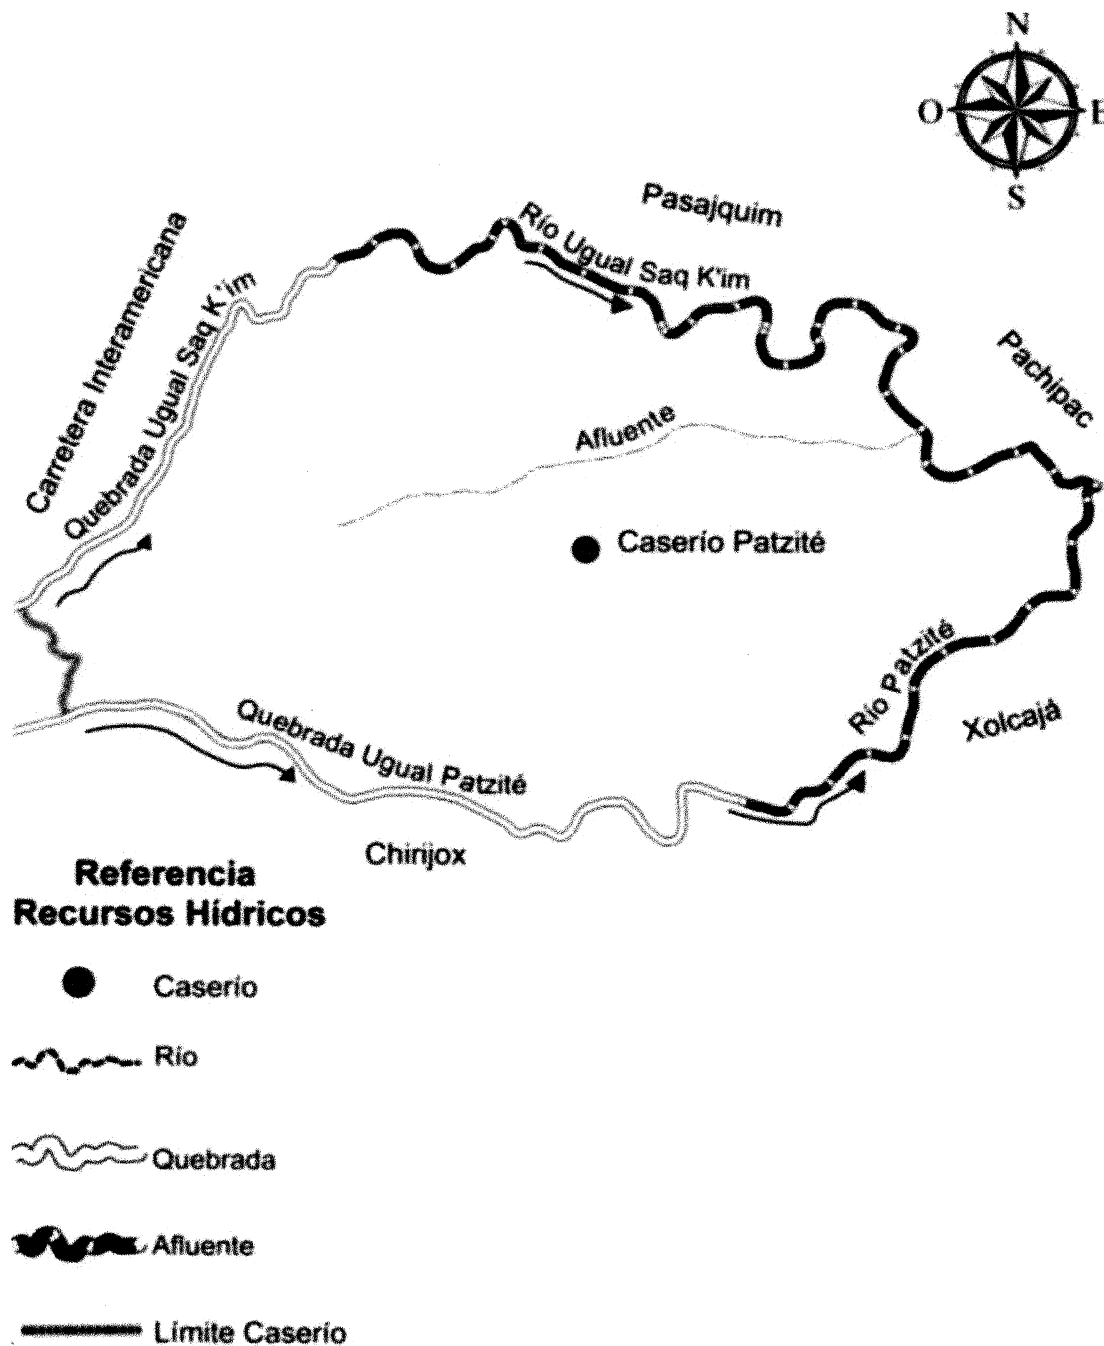 N
O
E
S
Pasajquim
Río Ugual Saq K'im
Carretera Interamericana
Quebrada Ugual Saq K'im
Pachipac
Afluente
Caserío Patzité
Río Patzité
Xolcajá
Quebrada Ugual Patzité
Chirijox
Referencia
Recursos Hídricos
Caserío
Río
Quebrada
Afluente
Límite Caserío